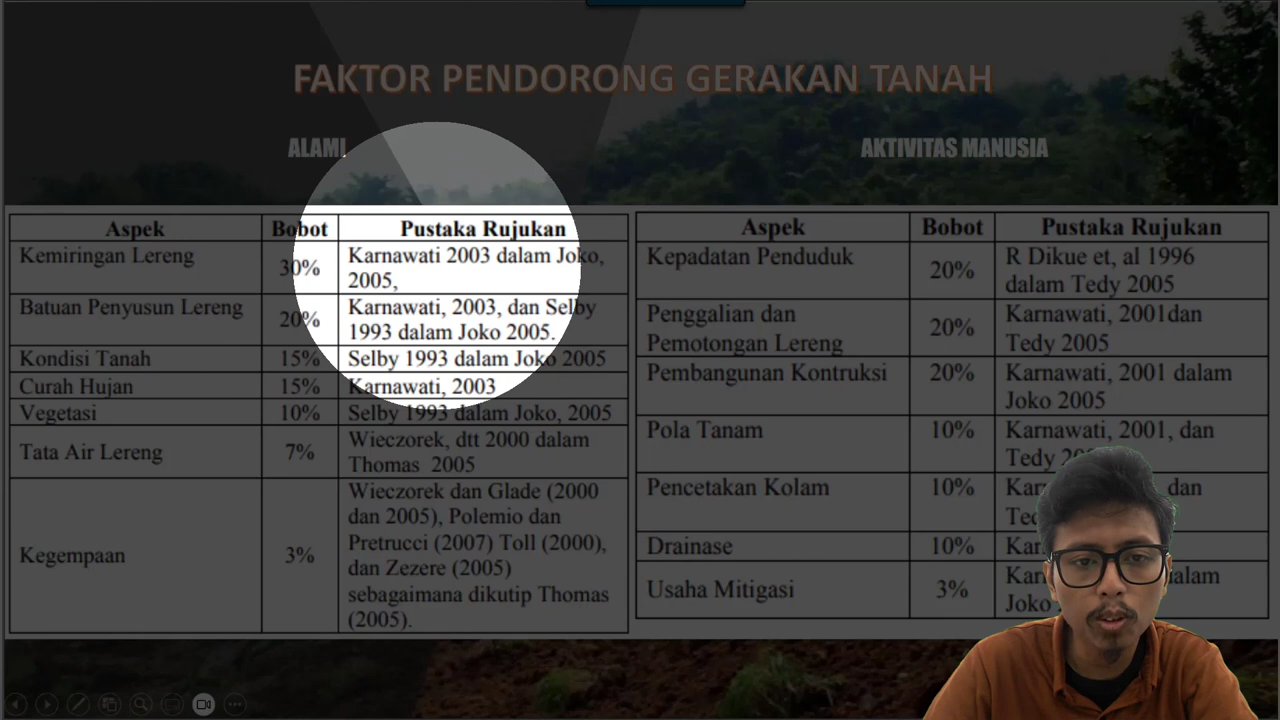 FAKTOR PENDORONG GERAKAN TANAH
ALAMI
Aspek Bobot Pustaka Rujukan
Kemiringan Lereng 30% Karnawati 2003 dalam Joko,
2005,
Batuan Penyusun Lereng 20% Karnawati, 2003, dan Selby
1993 dalam Joko 2005.
Kondisi Tanah 15% Selby 1993 dalam Joko 2005
Curah Hujan 15% Karnawati, 2003
Vegetasi 10% Selby 1993 dalam Joko, 2005
Tata Air Lereng 7% Wieczorek, dtt 2000 dalam
Thomas 2005
Kegempaan 3% Wieczorek dan Glade (2000
dan 2005), Polemio dan
Pretrucci (2007) Toll (2000),
dan Zezere (2005)
sebagaimana dikutip Thomas
(2005).
AKTIVITAS MANUSIA
Aspek Bobot Pustaka Rujukan
Kepadatan Penduduk 20% R Dikue et, al 1996
dalam Tedy 2005
Penggalian dan
Pemotongan Lereng 20% Karnawati, 2001dan
Tedy 2005
Pembangunan Kontruksi 20% Karnawati, 2001 dalam
Joko 2005
Pola Tanam 10% Karnawati, 2001, dan
Tedy
Pencetakan Kolam 10% dan
Drainase 10%
Usaha Mitigasi 3%
Joko